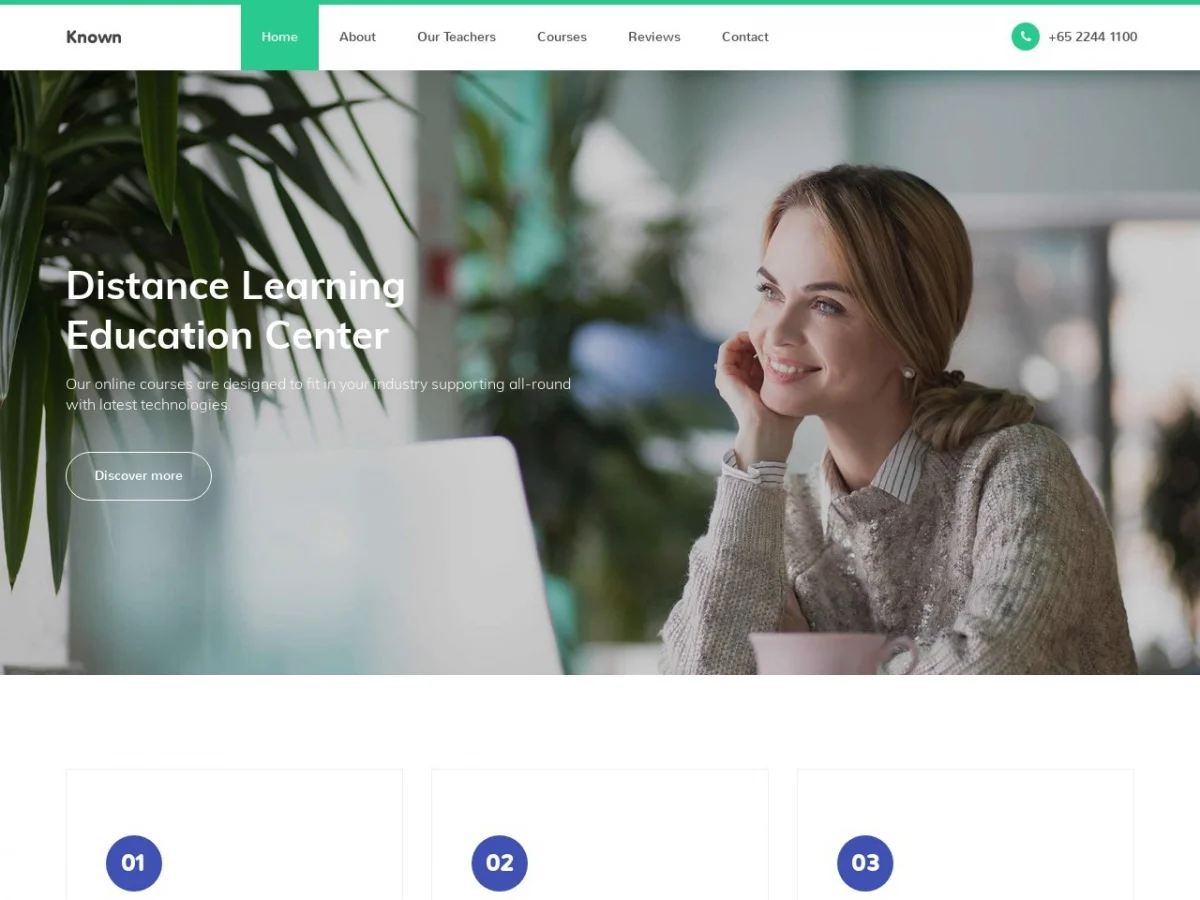 Known
Home
About
Our Teachers
Courses
Reviews
Contact
+65 2244 1100
Distance Learning
Education Center
Our online courses are designed to fit in your industry supporting all-round
with latest technologies.
Discover more
01
02
03